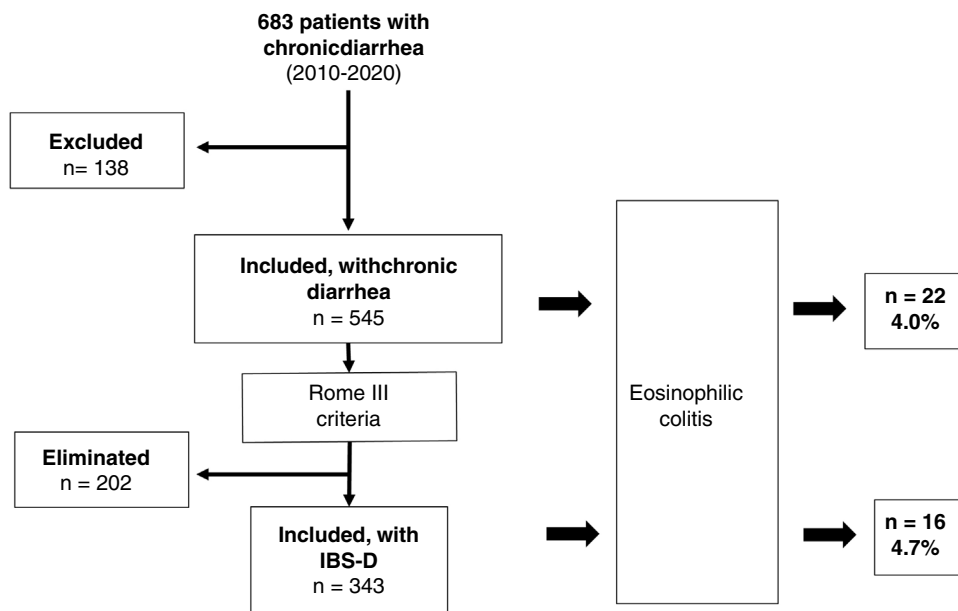 683 patients with
chronicdiarrhea
(2010-2020)
Excluded
n= 138
Included, withchronic
diarrhea
n = 545
n = 22
4.0%
Rome III
criteria
Eosinophilic
colitis
Eliminated
n = 202
Included, with
IBS-D
n = 343
n = 16
4.7%